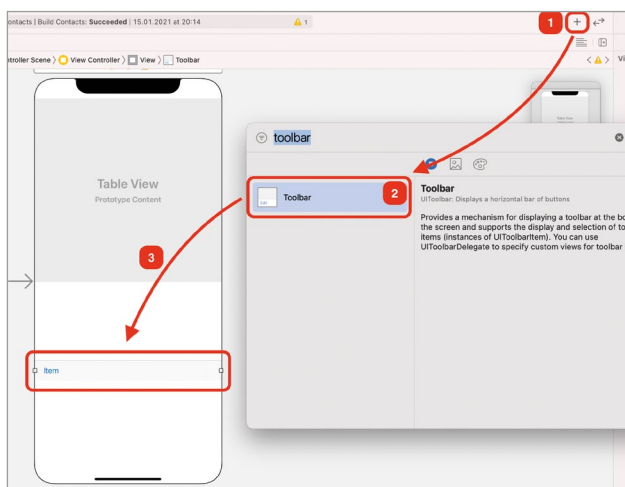 ontacts | Build Contacts: Succeeded | 15.01.2021 at 20:14
1
1
+
ntroller Scene
View Controller
View
Toolbar
toolbar
Table View
Prototype Content
Toolbar
2
Toolbar
UIToolbar: Displays a horizontal bar of buttons
Provides a mechanism for displaying a toolbar at the bo
the screen and supports the display and selection of to
items (instances of UIToolbarItem). You can use
UIToolbarDelegate to specify custom views for toolbar
3
Item